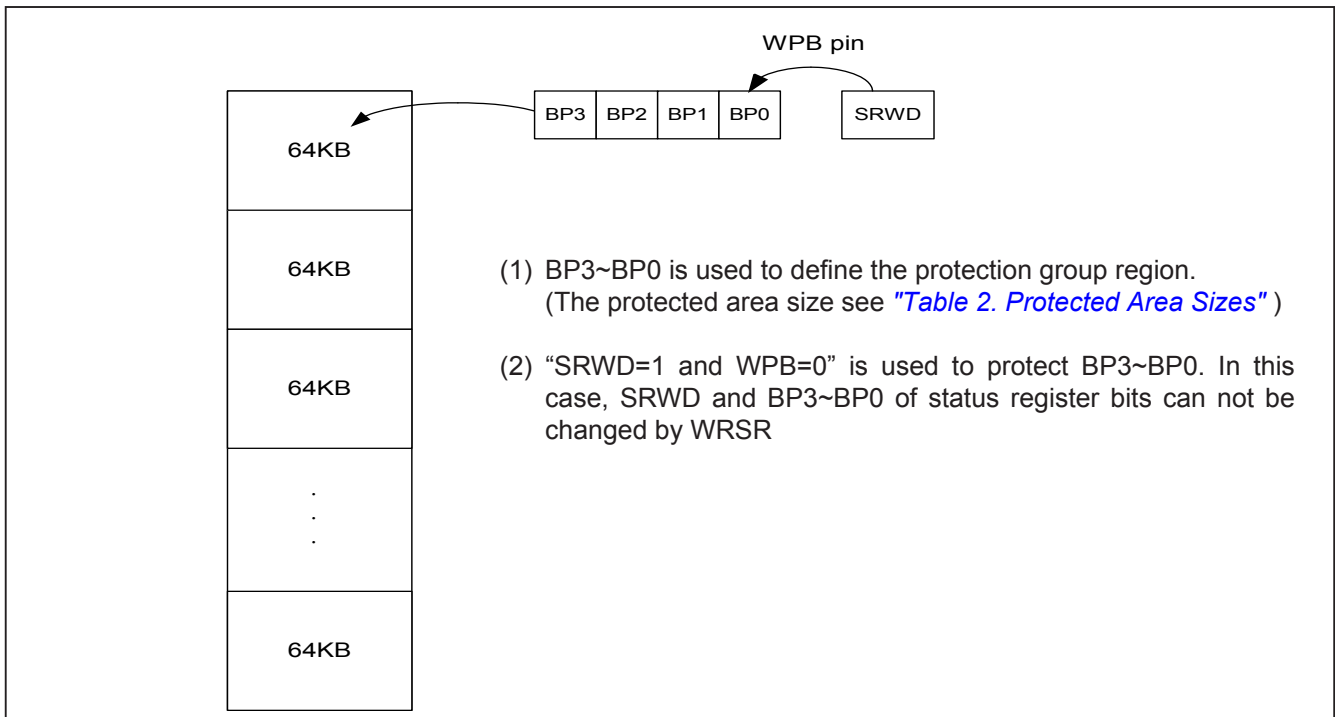 WPB pin
BP3 BP2 BP1 BP0 SRWD
64KB
64KB
(1) BP3~BP0 is used to define the protection group region.
(The protected area size see "Table 2. Protected Area Sizes" )
64KB
(2) “SRWD=1 and WPB=0” is used to protect BP3~BP0. In this
case, SRWD and BP3~BP0 of status register bits can not be
changed by WRSR
.
.
.
64KB